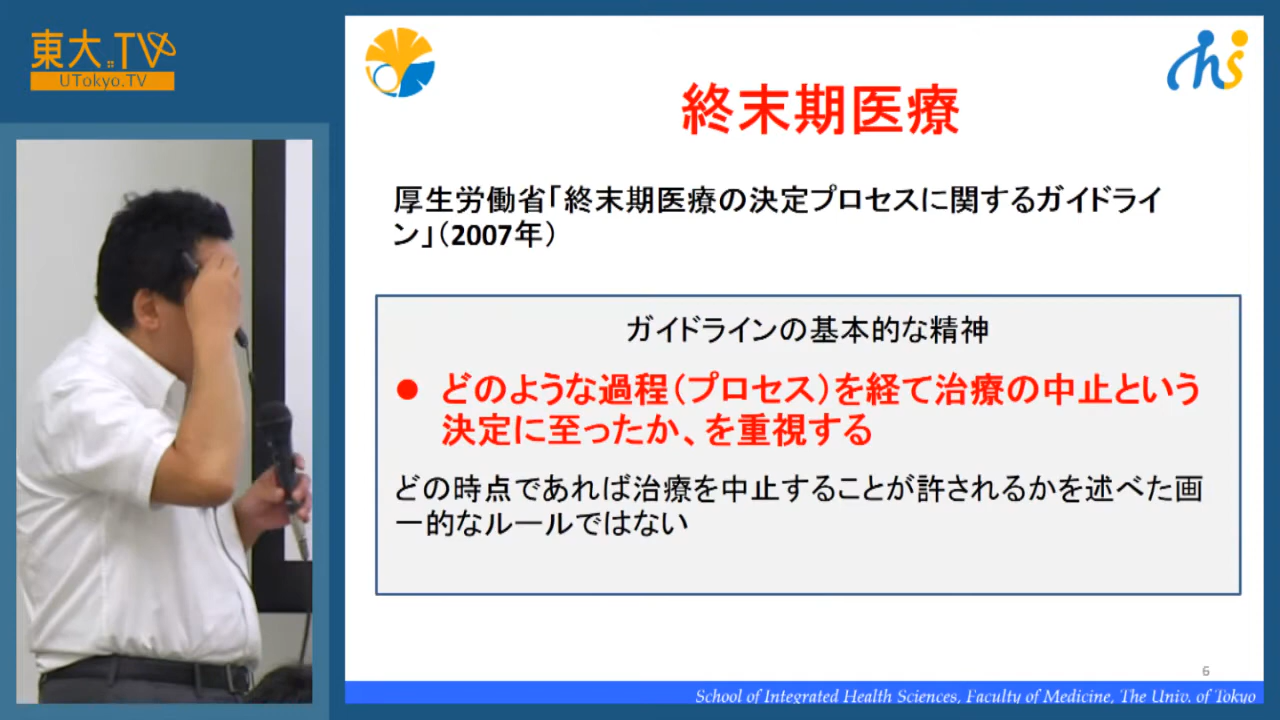 東大.TV
UTokyo.TV
終末期医療
厚生労働省「終末期医療の決定プロセスに関するガイドライ
ン」（2007年）
ガイドラインの基本的な精神
● どのような過程（プロセス）を経て治療の中止という
決定に至ったか、を重視する
どの時点であれば治療を中止することが許されるかを述べた画
一的なルールではない
6
School of Integrated Health Sciences, Faculty of Medicine, The Univ. of Tokyo